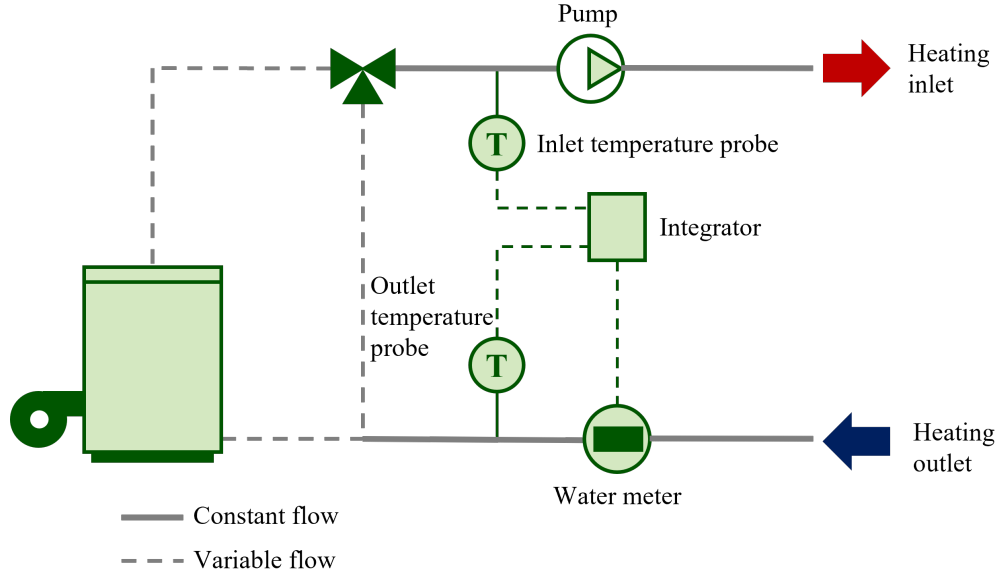 Pump
Heating
inlet
T
Inlet temperature probe
Integrator
Outlet
temperature
probe
T
Heating
outlet
Water meter
Constant flow
Variable flow